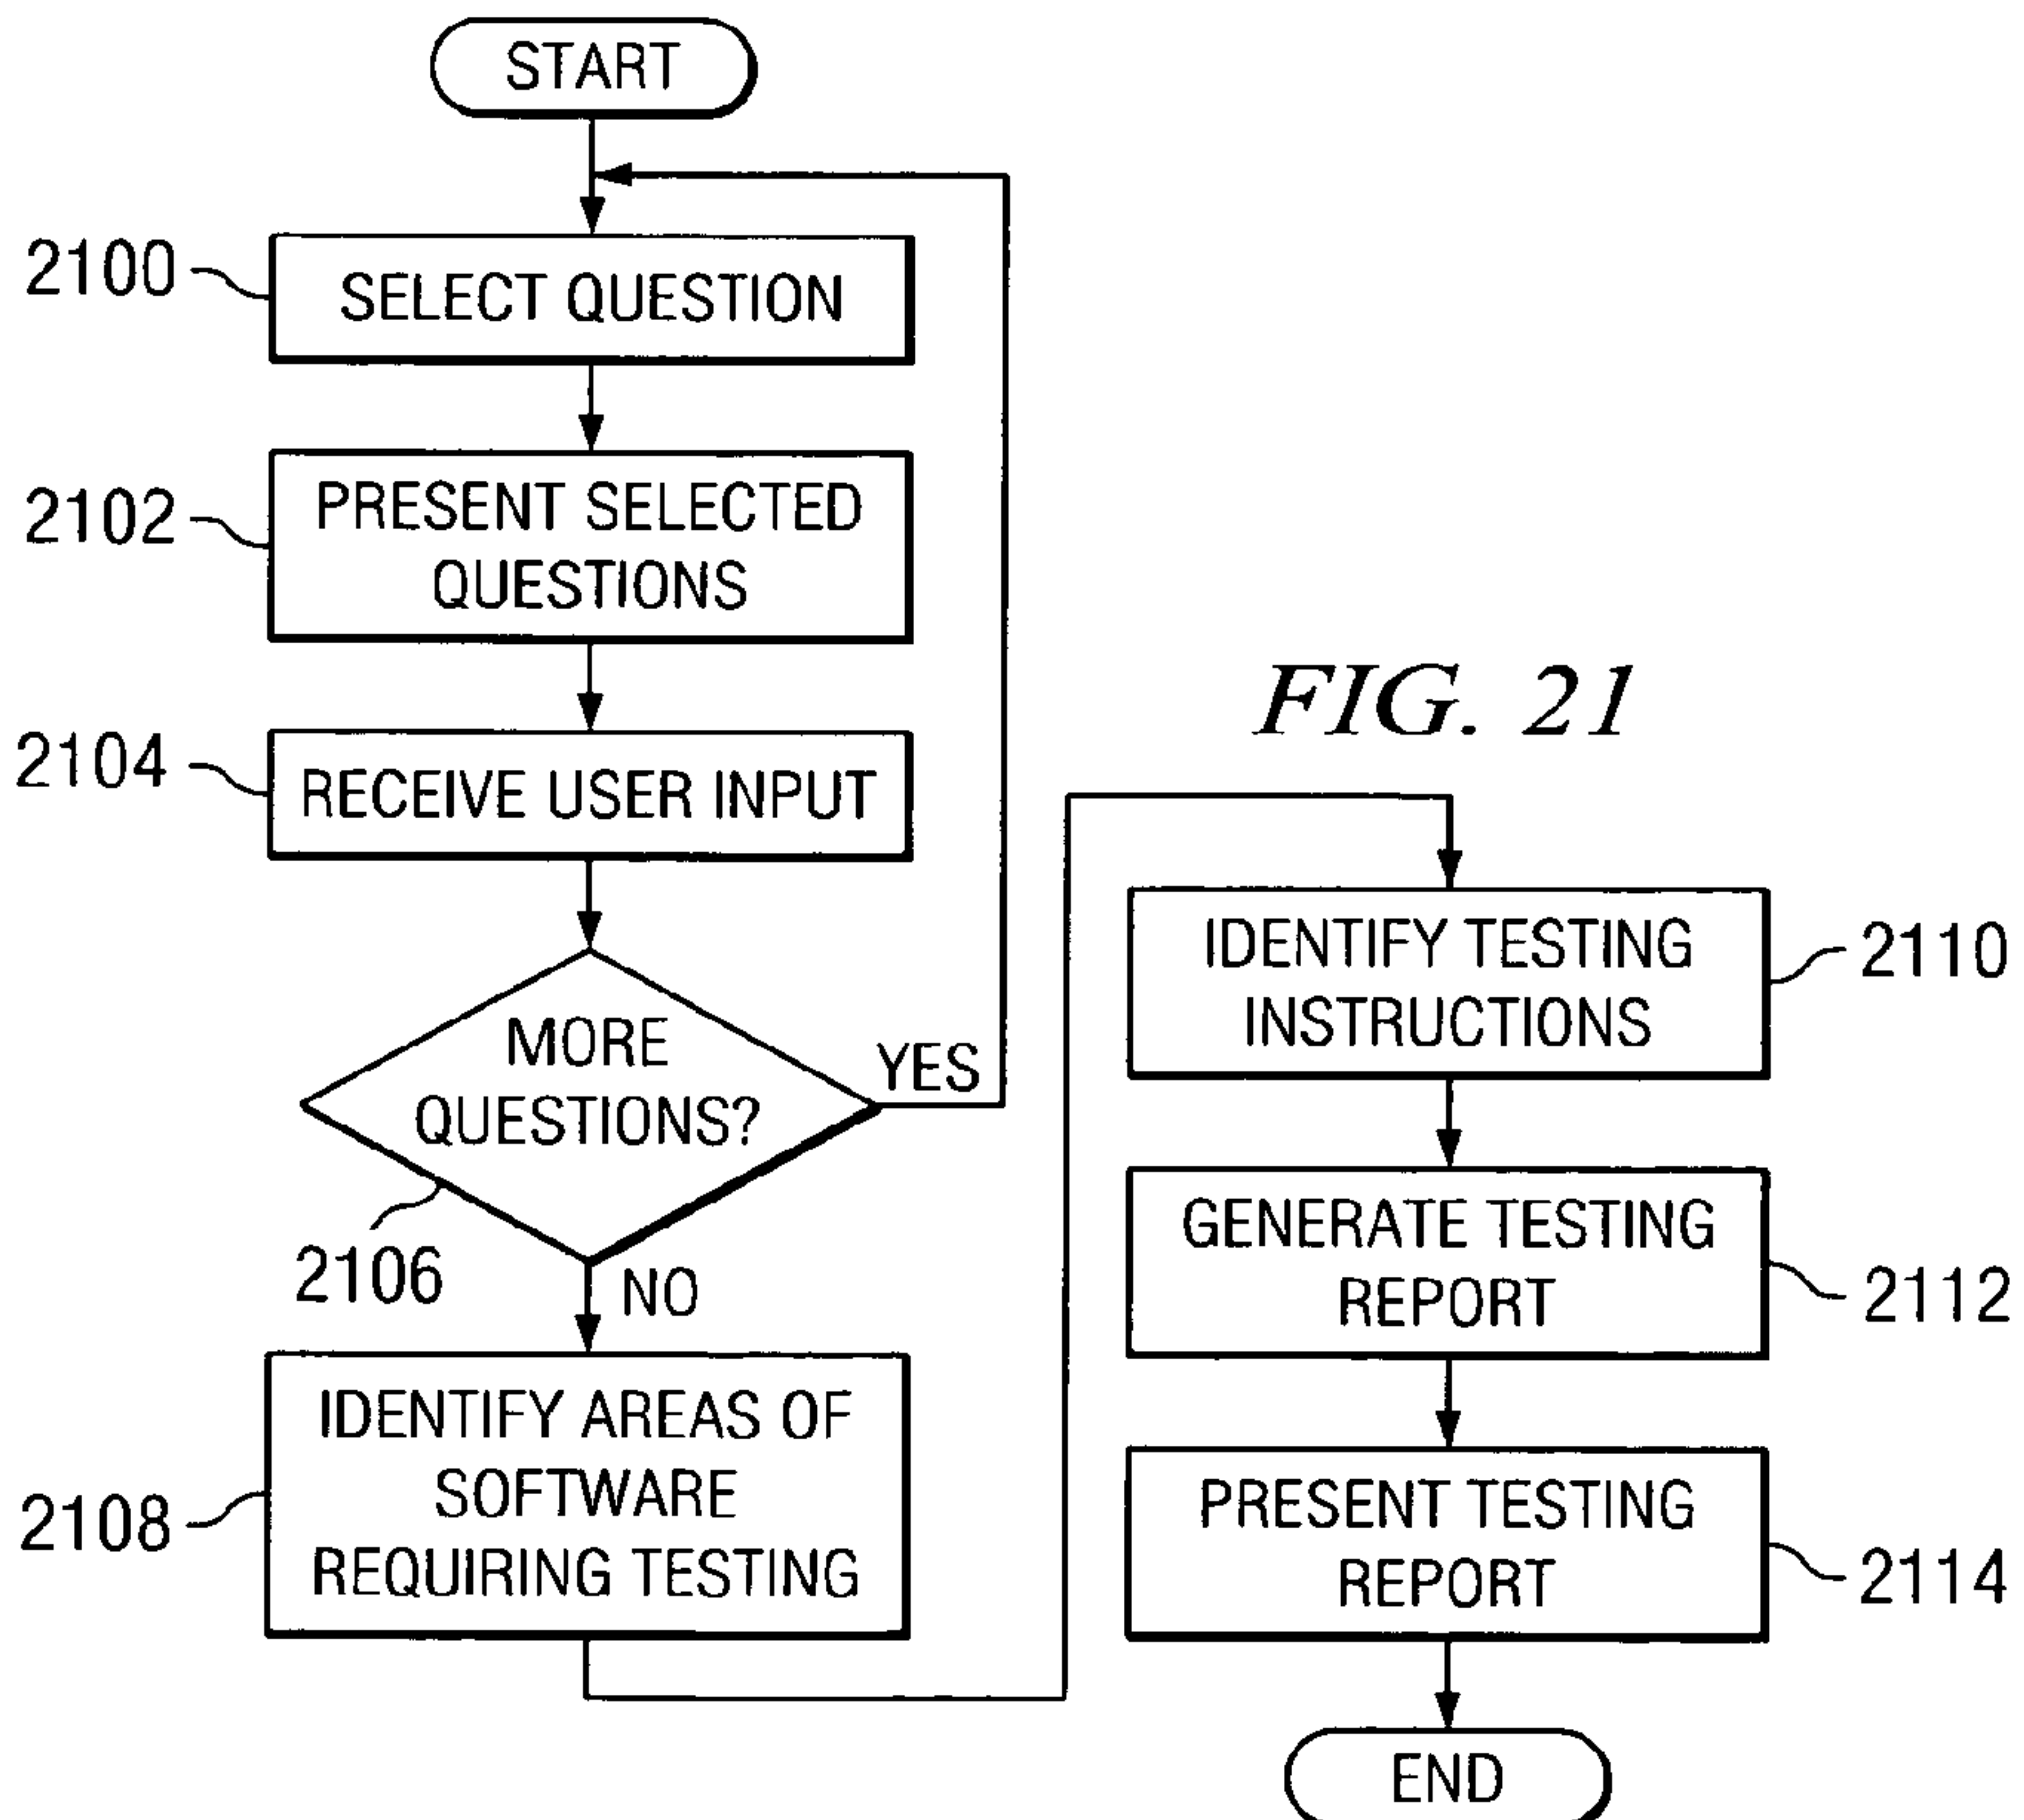 START
2100
SELECT QUESTION
2102
PRESENT SELECTED
QUESTIONS
2104
RECEIVE USER INPUT
MORE
QUESTIONS?
YES
2106
NO
IDENTIFY AREAS OF
SOFTWARE
REQUIRING TESTING
2108
FIG. 21
IDENTIFY TESTING
INSTRUCTIONS
2110
GENERATE TESTING
REPORT
2112
PRESENT TESTING
REPORT
2114
END